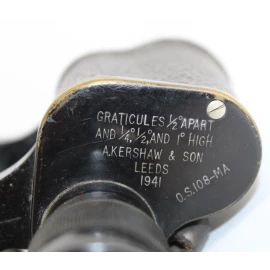 GRATICULES ½° APART
AND ¼°, ½°, AND 1° HIGH
A.KERSHAW & SON
LEEDS
1941
O.S.108-MA